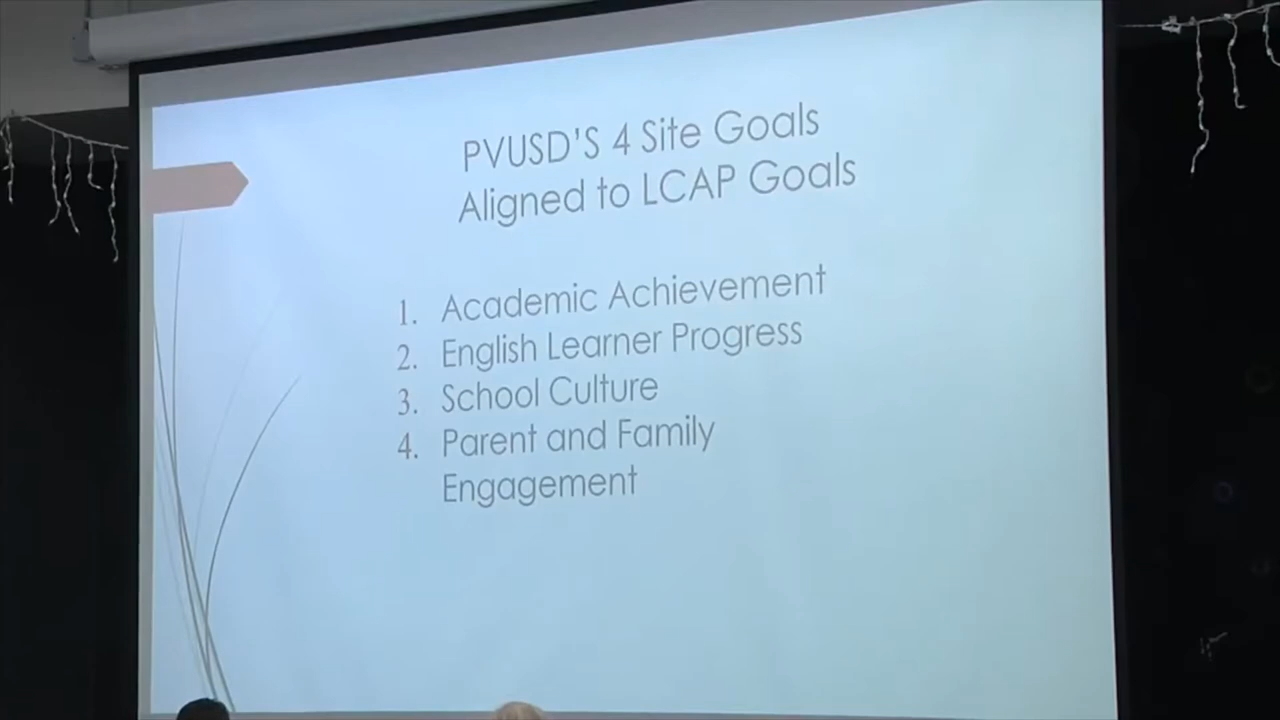 PVUSD'S 4 Site Goals
Aligned to LCAP Goals
1. Academic Achievement
2. English Learner Progress
3. School Culture
4. Parent and Family
Engagement